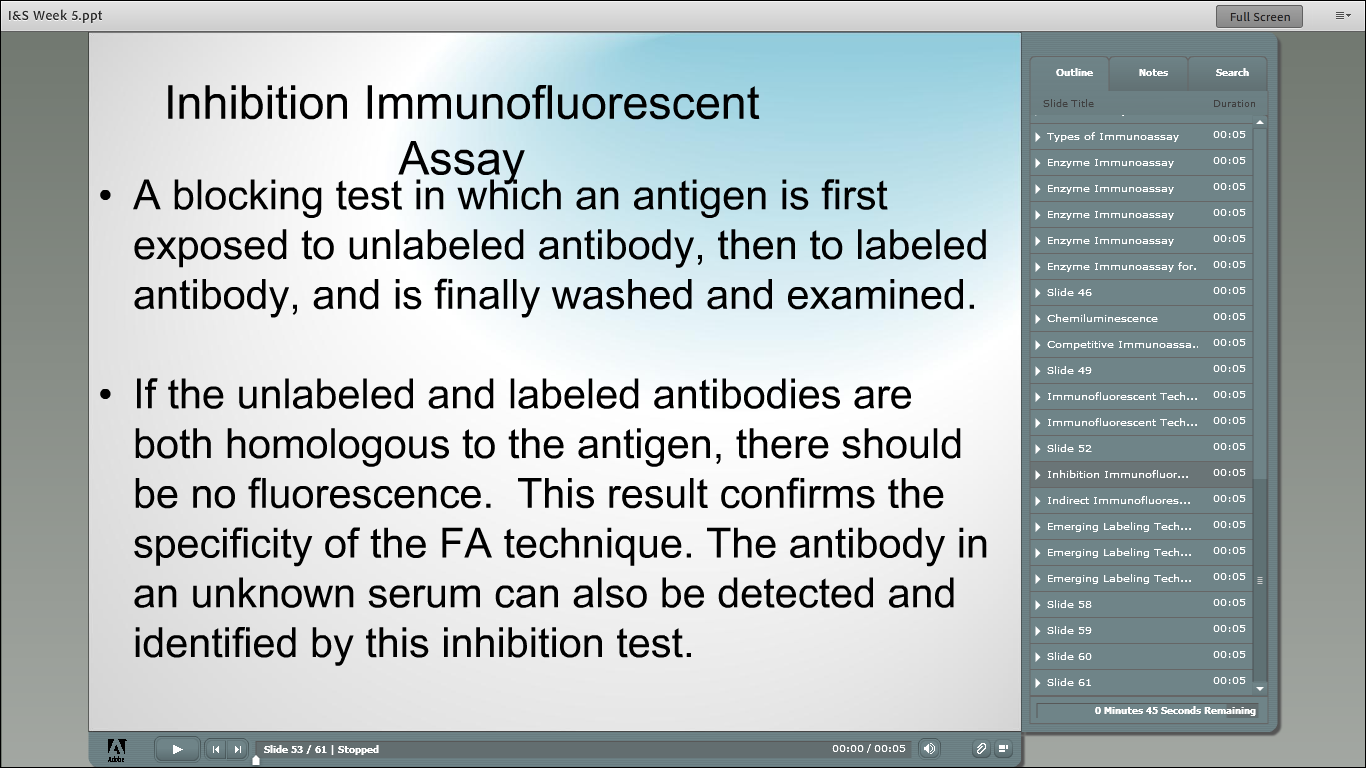 I&S Week 5.ppt
Full Screen
Inhibition Immunofluorescent
Assay
• A blocking test in which an antigen is first
exposed to unlabeled antibody, then to labeled
antibody, and is finally washed and examined.
• If the unlabeled and labeled antibodies are
both homologous to the antigen, there should
be no fluorescence. This result confirms the
specificity of the FA technique. The antibody in
an unknown serum can also be detected and
identified by this inhibition test.
Outline Notes Search
Slide Title Duration
Types of Immunoassay 00:05
Enzyme Immunoassay 00:05
Enzyme Immunoassay 00:05
Enzyme Immunoassay 00:05
Enzyme Immunoassay 00:05
Enzyme Immunoassay for. 00:05
Slide 46 00:05
Chemiluminescence 00:05
Competitive Immunoassa.. 00:05
Slide 49 00:05
Immunofluorescent Tech... 00:05
Immunofluorescent Tech... 00:05
Slide 52 00:05
Inhibition Immunofluor... 00:05
Indirect Immunofluores... 00:05
Emerging Labeling Tech... 00:05
Emerging Labeling Tech... 00:05
Emerging Labeling Tech... 00:05
Slide 58 00:05
Slide 59 00:05
Slide 60 00:05
Slide 61 00:05
0 Minutes 45 Seconds Remaining
Adobe
Slide 53 / 61 | Stopped 00:00 / 00:05